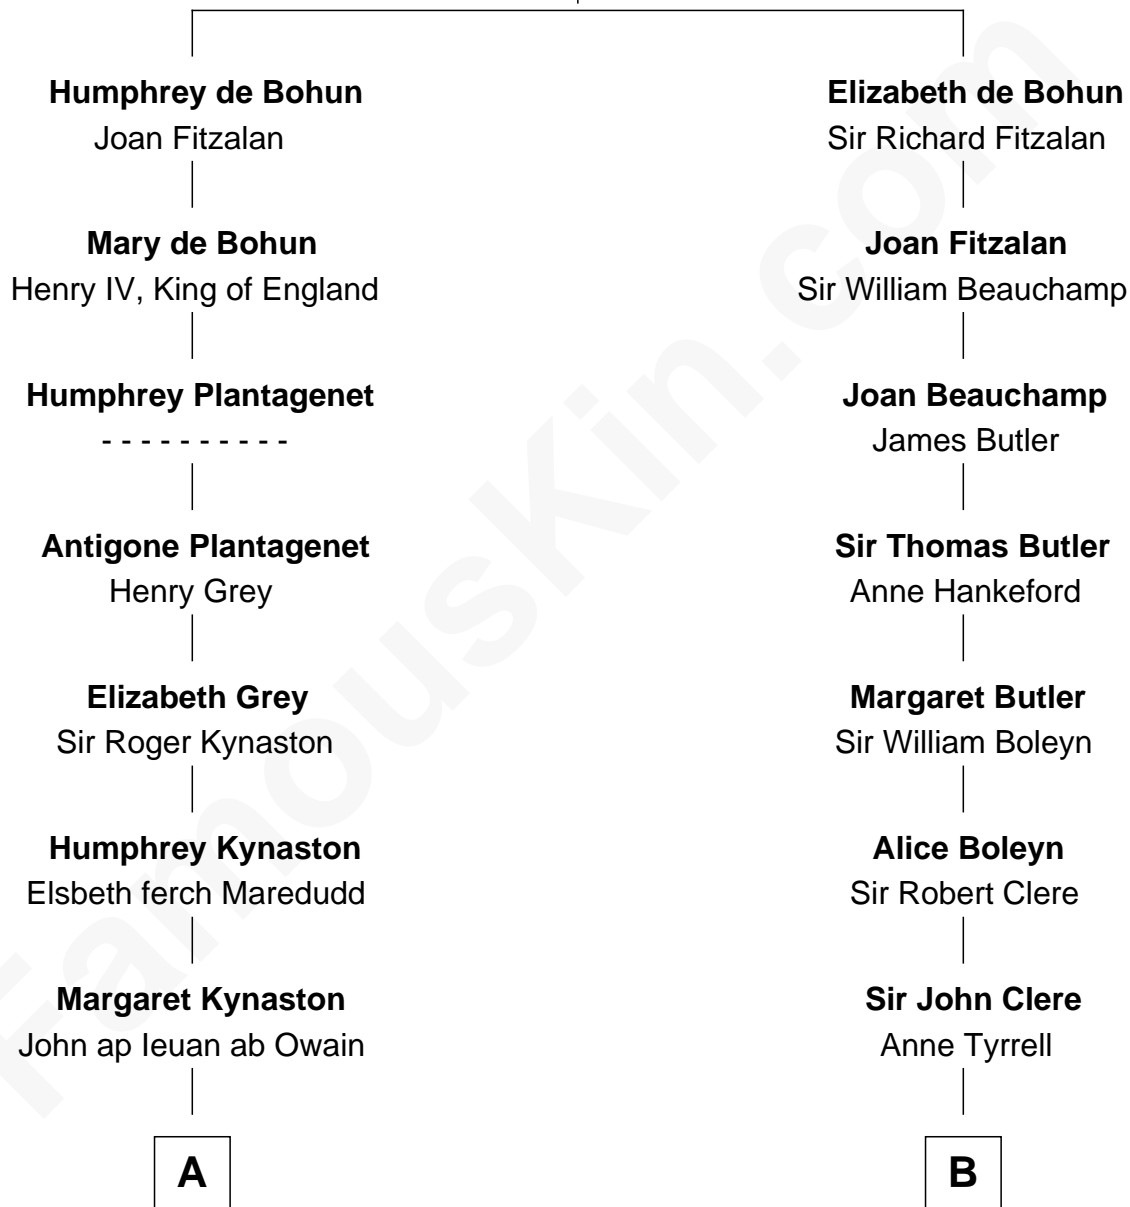 Humphrey de Bohun
Joan Fitzalan
Mary de Bohun
Henry IV, King of England
Humphrey Plantagenet
- - - - - - - - - -
Antigone Plantagenet
Henry Grey
Elizabeth Grey
Sir Roger Kynaston
Humphrey Kynaston
Elsbeth ferch Maredudd
Margaret Kynaston
John ap Ieuan ab Owain
A
Elizabeth de Bohun
Sir Richard Fitzalan
Joan Fitzalan
Sir William Beauchamp
Joan Beauchamp
James Butler
Sir Thomas Butler
Anne Hankeford
Margaret Butler
Sir William Boleyn
Alice Boleyn
Sir Robert Clere
Sir John Clere
Anne Tyrrell
B
FamousKin.com